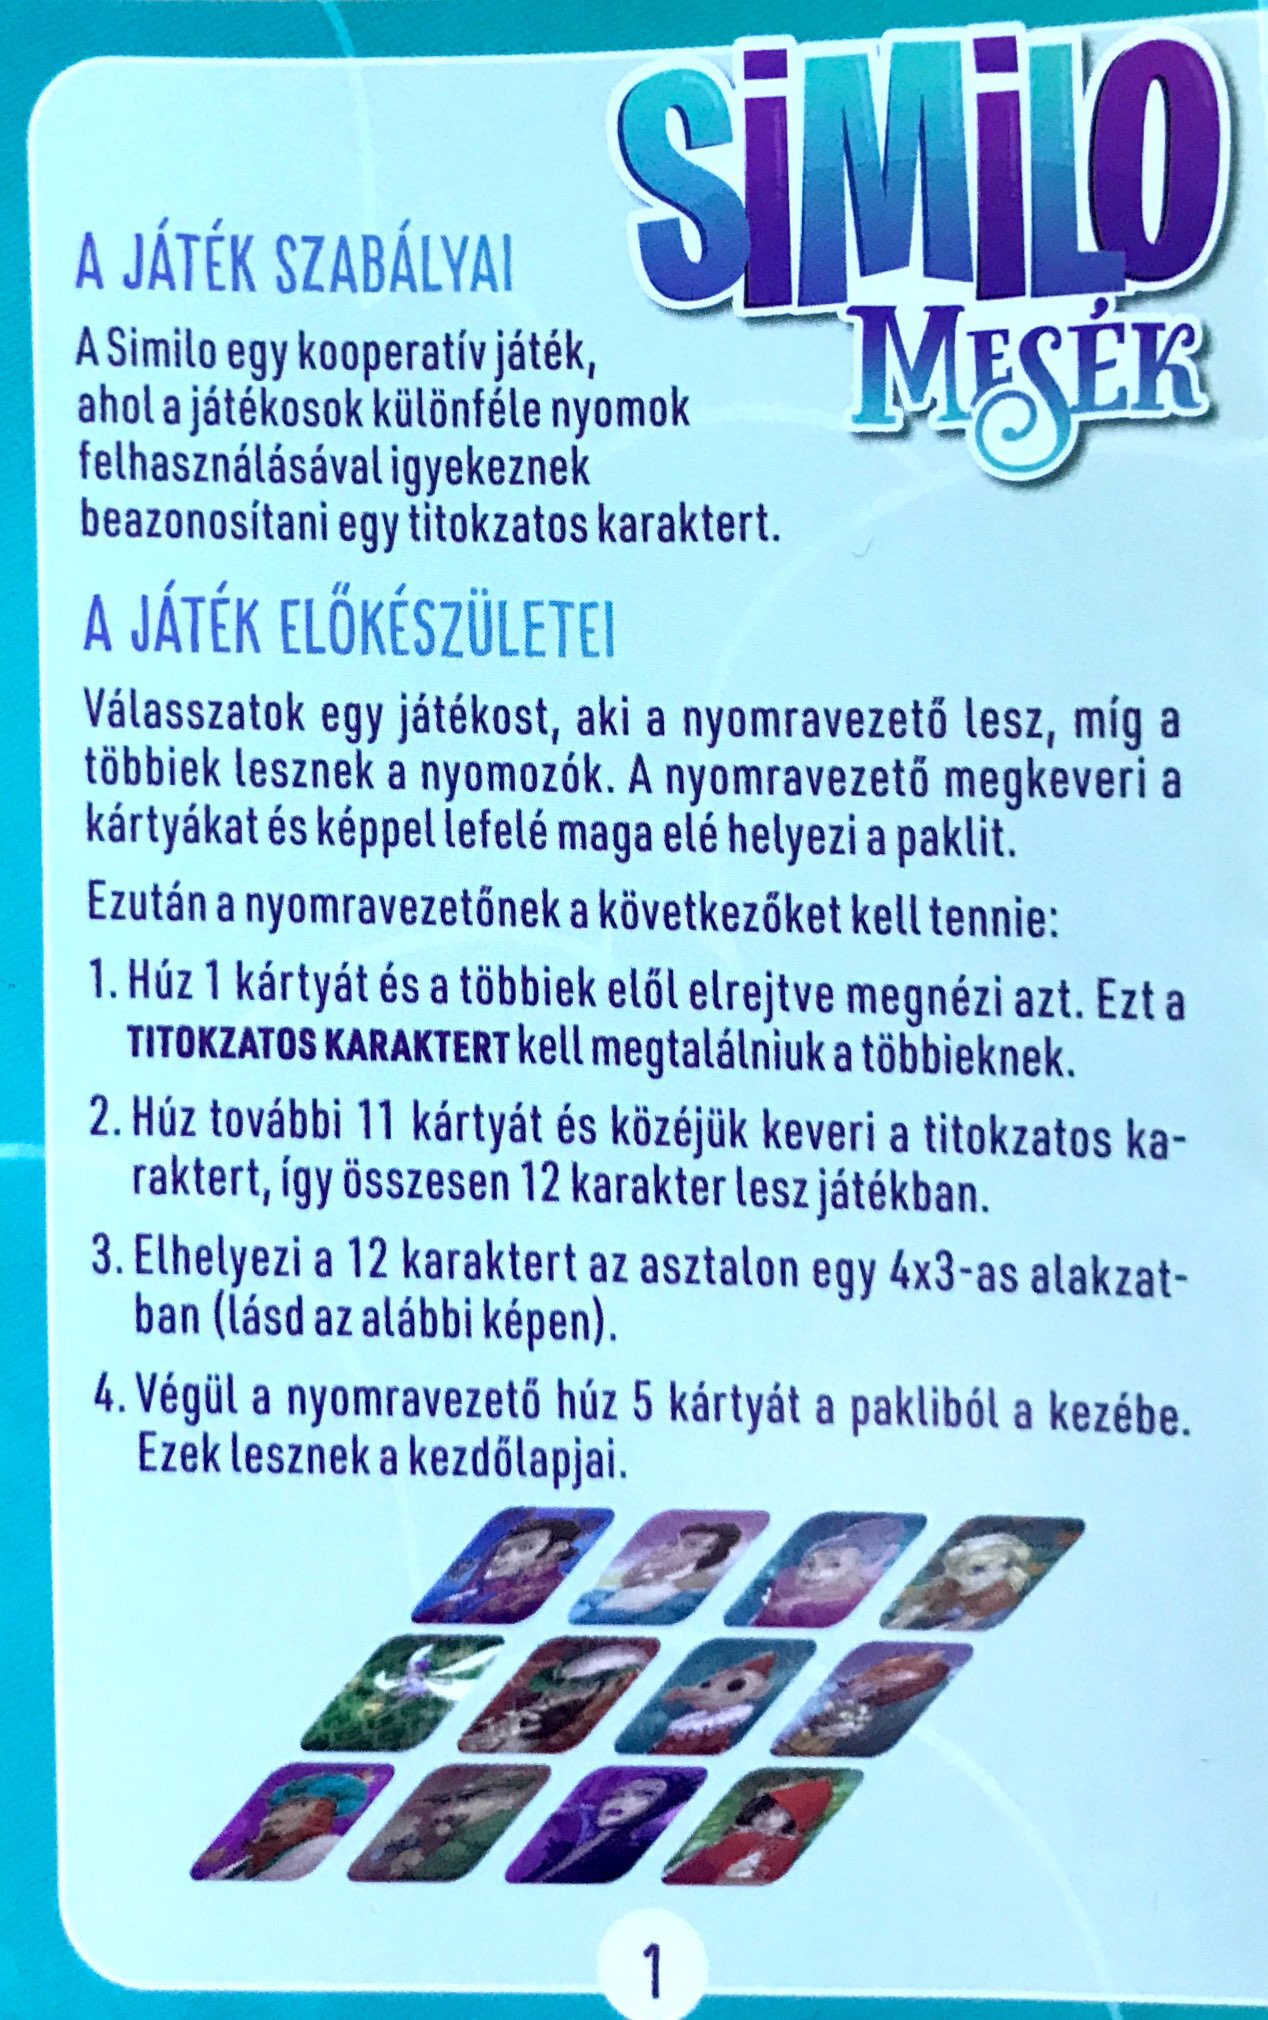 SiMiLO
MESÉK
A JÁTÉK SZABÁLYAI
A Similo egy kooperatív játék,
ahol a játékosok különféle nyomok
felhasználásával igyekeznek
beazonosítani egy titokzatos karaktert.
A JÁTÉK ELŐKÉSZÜLETEI
Válasszatok egy játékost, aki a nyomravezető lesz, míg a
többiek lesznek a nyomozók. A nyomravezető megkeveri a
kártyákat és képpel lefelé maga elé helyezi a paklit.
Ezután a nyomravezetőnek a következőket kell tennie:
1. Húz 1 kártyát és a többiek elől elrejtve megnézi azt. Ezt a
TITOKZATOS KARAKTERT kell megtalálniuk a többieknek.
2. Húz további 11 kártyát és közéjük keveri a titokzatos ka-
raktert, így összesen 12 karakter lesz játékban.
3. Elhelyezi a 12 karaktert az asztalon egy 4x3-as alakzat-
ban (lásd az alábbi képen).
4. Végül a nyomravezető húz 5 kártyát a pakliból a kezébe.
Ezek lesznek a kezdőlapjai.
1